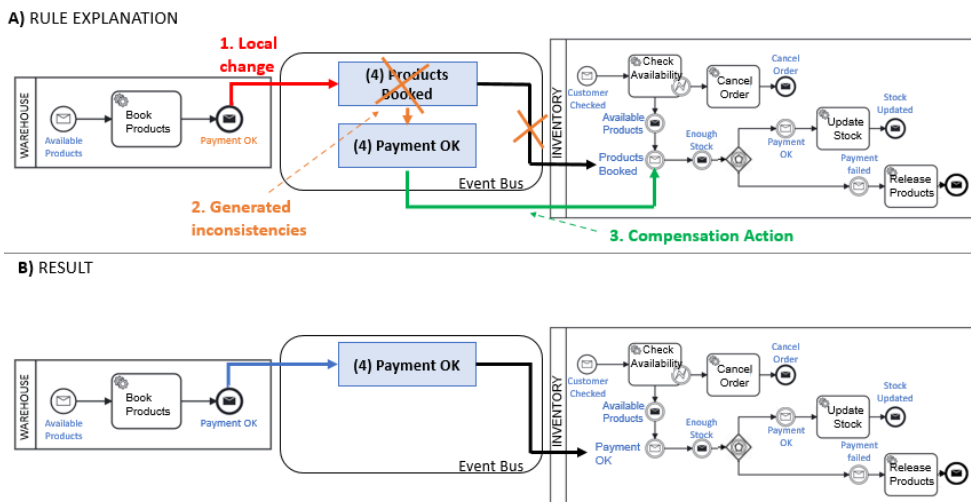 A) RULE EXPLANATION
1. Local
change
WAREHOUSE
Book
Products
Available
Products
Payment OK
(4) Products
Booked
(4) Payment OK
Event Bus
2. Generated
inconsistencies
3. Compensation Action
INVENTORY
Customer
Checked
Check
Availability
Cancel
Order
Cancel
Order
Available
Products
Products
Booked
Enough
Stock
Payment
OK
Update
Stock
Stock
Updated
Payment
failed
Release
Products
B) RESULT
WAREHOUSE
Book
Products
Available
Products
Payment OK
(4) Payment OK
Event Bus
INVENTORY
Customer
Checked
Check
Availability
Cancel
Order
Cancel
Order
Available
Products
Payment
OK
Enough
Stock
Payment
OK
Update
Stock
Stock
Updated
Payment
failed
Release
Products